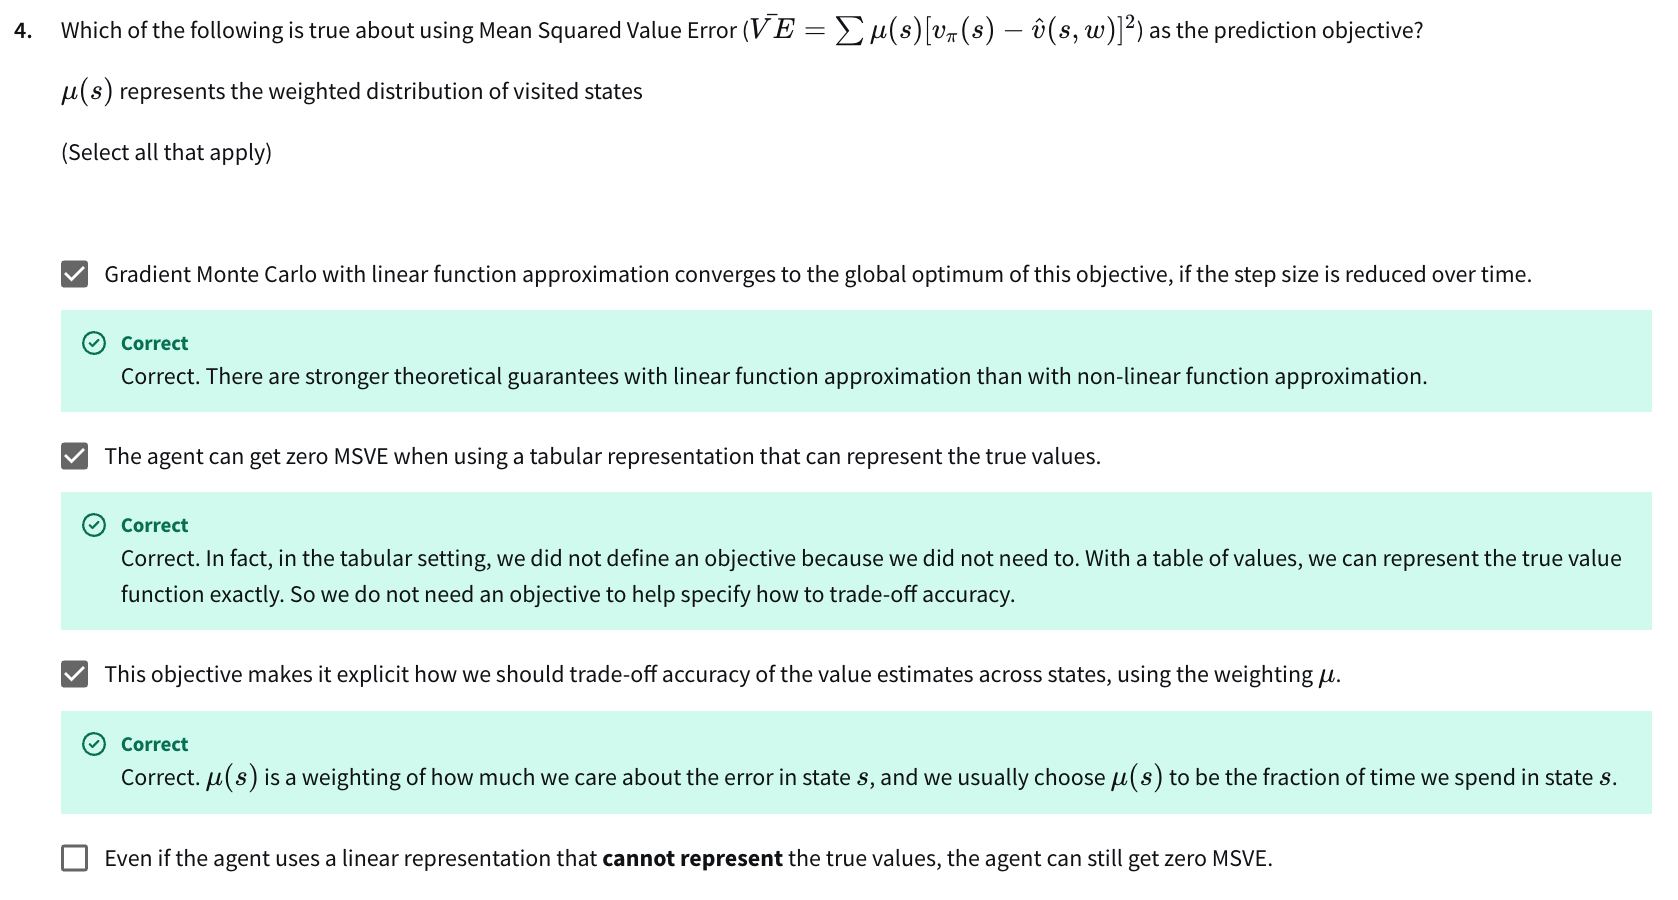 4. Which of the following is true about using Mean Squared Value Error ($\bar{VE} = \sum \mu(s)[v_\pi(s) - \hat{v}(s, w)]^2$) as the prediction objective?
$\mu(s)$ represents the weighted distribution of visited states
(Select all that apply)
Gradient Monte Carlo with linear function approximation converges to the global optimum of this objective, if the step size is reduced over time.
Correct
Correct. There are stronger theoretical guarantees with linear function approximation than with non-linear function approximation.
The agent can get zero MSVE when using a tabular representation that can represent the true values.
Correct
Correct. In fact, in the tabular setting, we did not define an objective because we did not need to. With a table of values, we can represent the true value
function exactly. So we do not need an objective to help specify how to trade-off accuracy.
This objective makes it explicit how we should trade-off accuracy of the value estimates across states, using the weighting $\mu$.
Correct
Correct. $\mu(s)$ is a weighting of how much we care about the error in state $s$, and we usually choose $\mu(s)$ to be the fraction of time we spend in state $s$.
Even if the agent uses a linear representation that cannot represent the true values, the agent can still get zero MSVE.